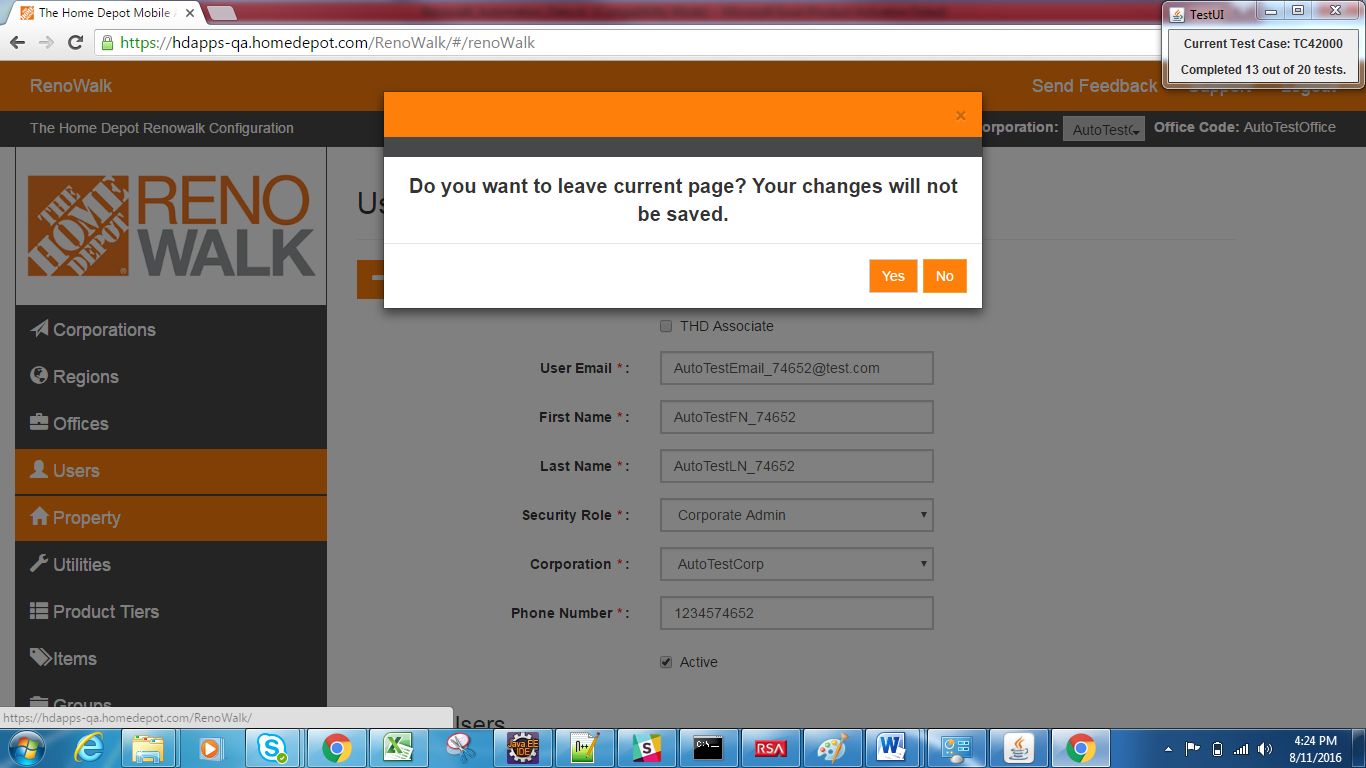 The Home Depot Mobile
TestUI
Current Test Case: TC42000
Completed 13 out of 20 tests.
https://hdapps-qa.homedepot.com/RenoWalk/#/renoWalk
RenoWalk
Send Feedback
Support
Logout
The Home Depot Renowalk Configuration
orporation:
AutoTestC
Office Code: AutoTestOffice
×
Do you want to leave current page? Your changes will not
be saved.
Yes
No
THE HOME DEPOT
RENO
WALK
®
Us
Corporations
Regions
Offices
Users
Property
Utilities
Product Tiers
Items
Groups
THD Associate
User Email * :
AutoTestEmail_74652@test.com
First Name * :
AutoTestFN_74652
Last Name * :
AutoTestLN_74652
Security Role * :
Corporate Admin
Corporation * :
AutoTestCorp
Phone Number * :
1234574652
Active
Users
https://hdapps-qa.homedepot.com/RenoWalk/
Java EE
IDE
C:\.
RSA
4:24 PM
8/11/2016